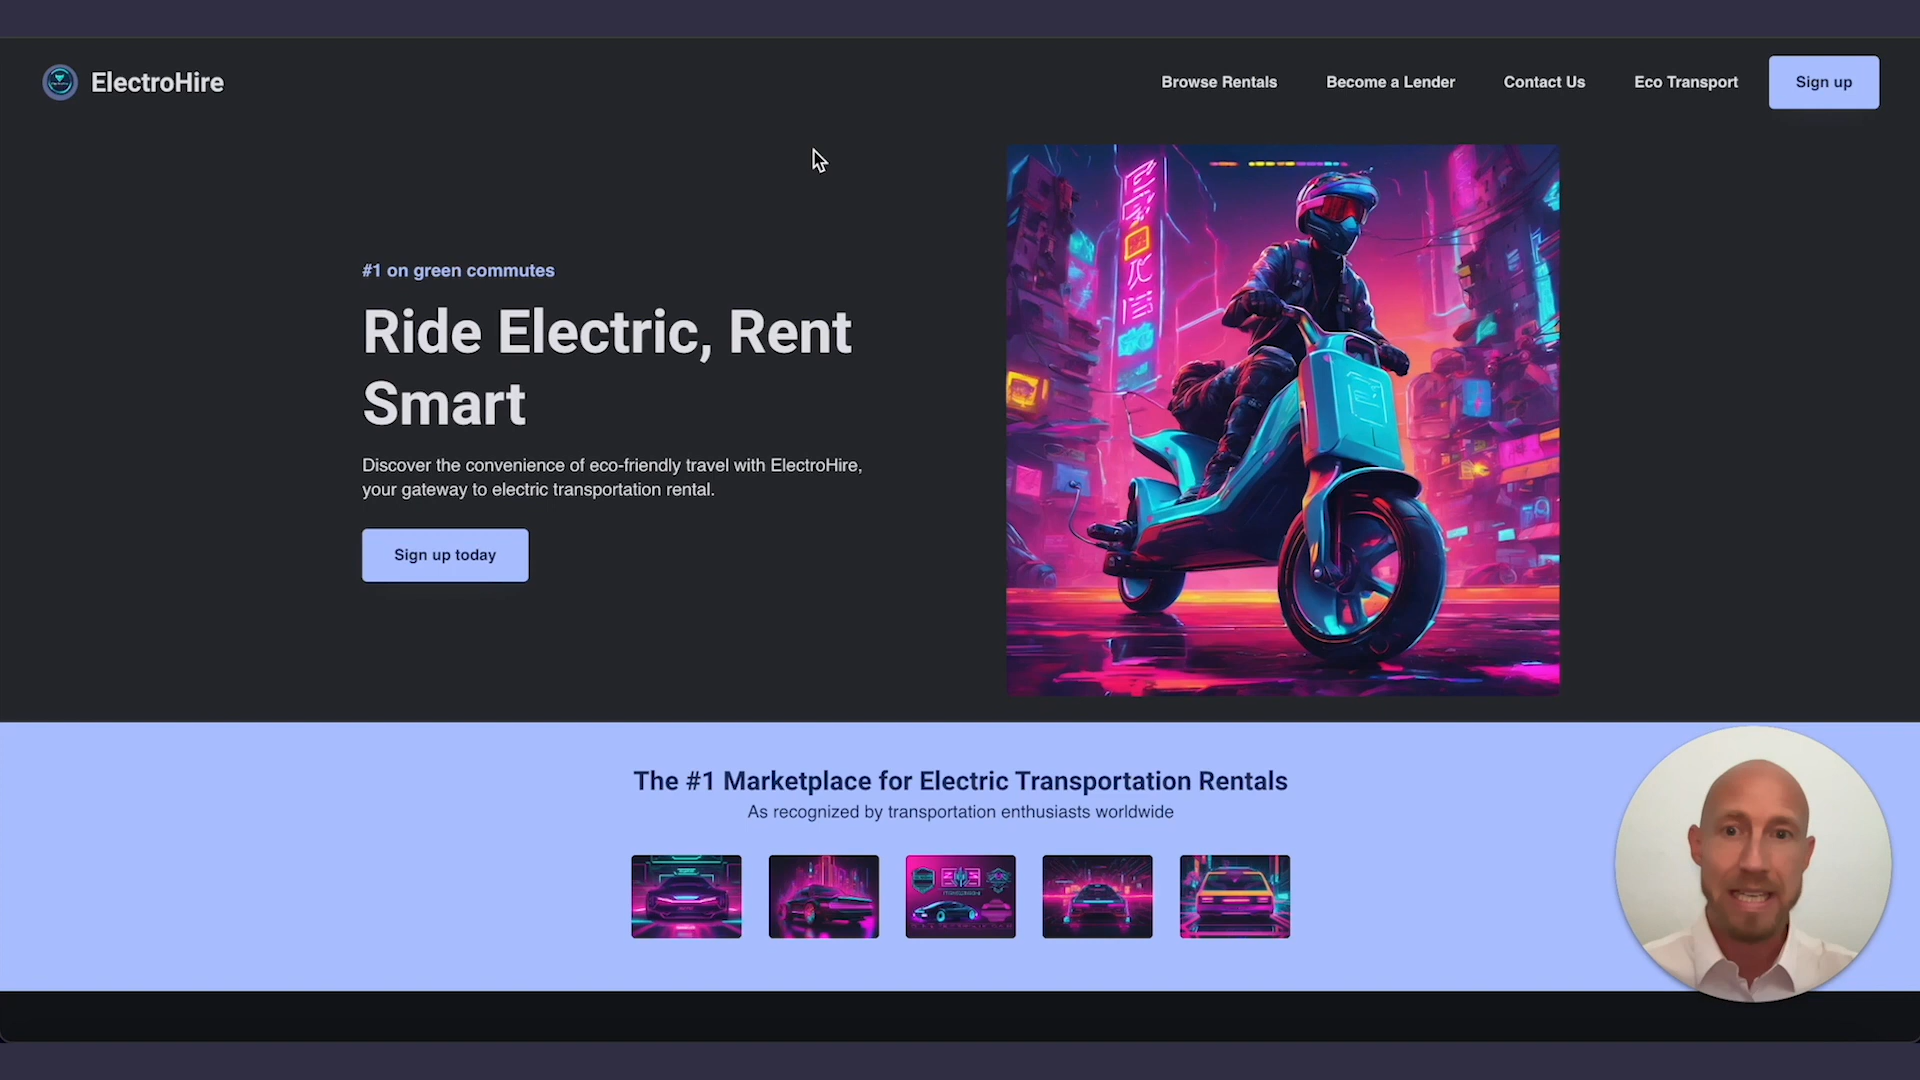 ElectroHire
Browse Rentals
Become a Lender
Contact Us
Eco Transport
Sign up
#1 on green commutes
Ride Electric, Rent
Smart
Discover the convenience of eco-friendly travel with ElectroHire,
your gateway to electric transportation rental.
Sign up today
The #1 Marketplace for Electric Transportation Rentals
As recognized by transportation enthusiasts worldwide